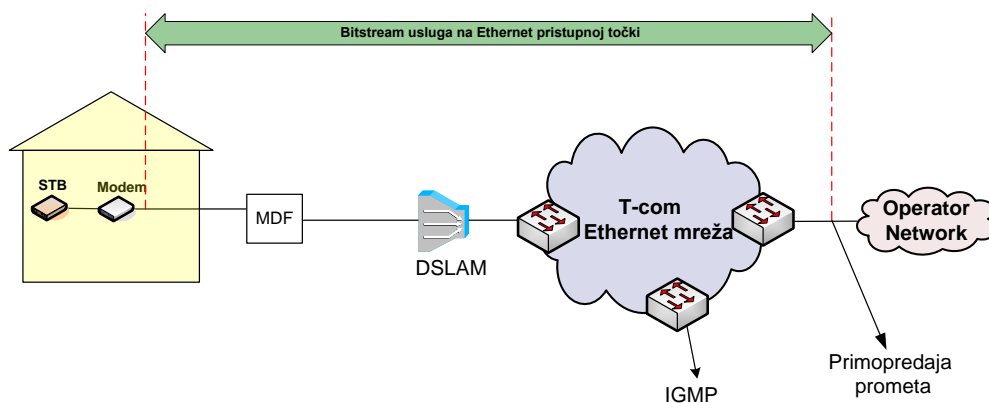 Bitstream usluga na Ethernet pristupnoj točki
STB
Modem
MDF
DSLAM
T-com
Ethernet mreža
Operator
Network
IGMP
Primopredaja
prometa